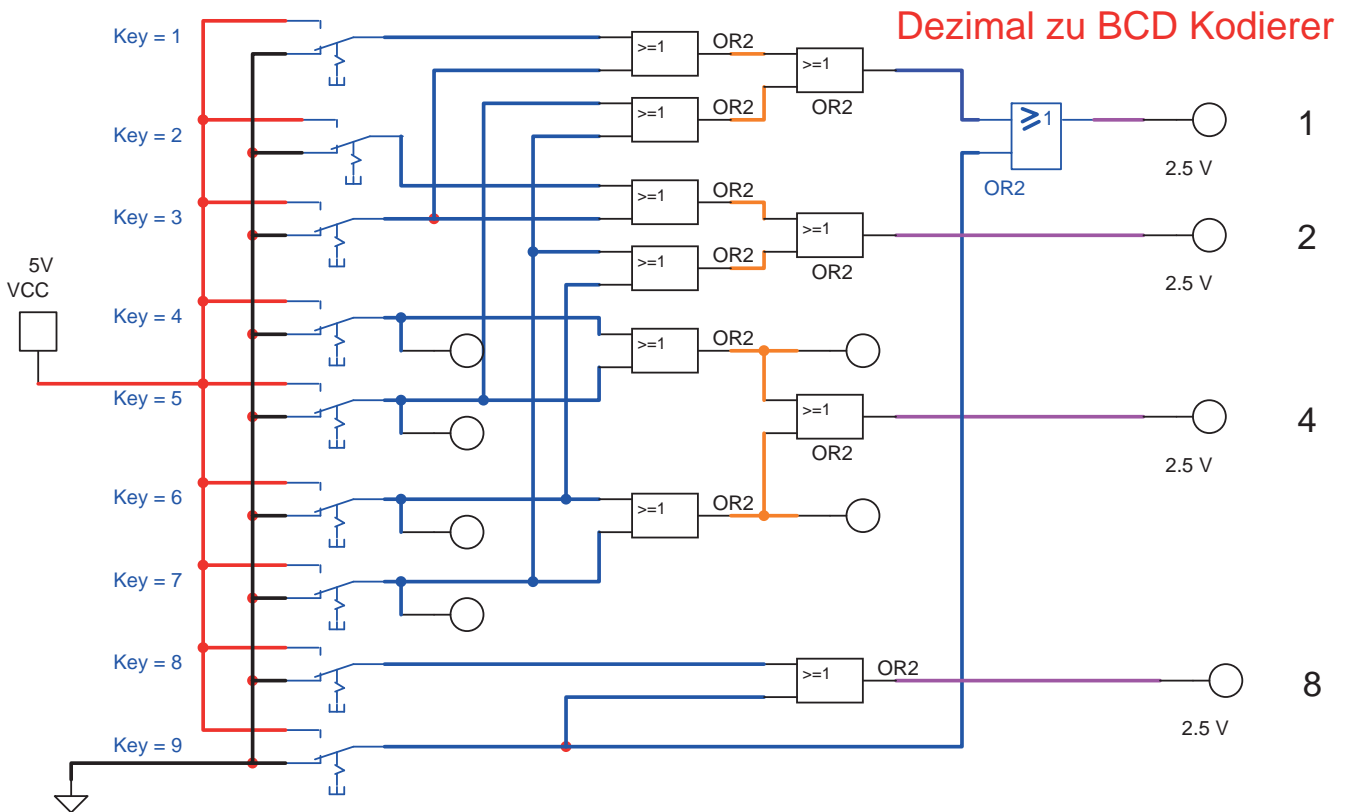 Dezimal zu BCD Kodierer
Key = 1
>=1
OR2
>=1
OR2
>=1
OR2
⩾1
OR2
2.5 V
1
Key = 2
>=1
OR2
>=1
OR2
Key = 3
>=1
OR2
2.5 V
2
5V
VCC
Key = 4
>=1
OR2
Key = 5
>=1
OR2
2.5 V
4
Key = 6
>=1
OR2
Key = 7
Key = 8
>=1
OR2
2.5 V
8
Key = 9